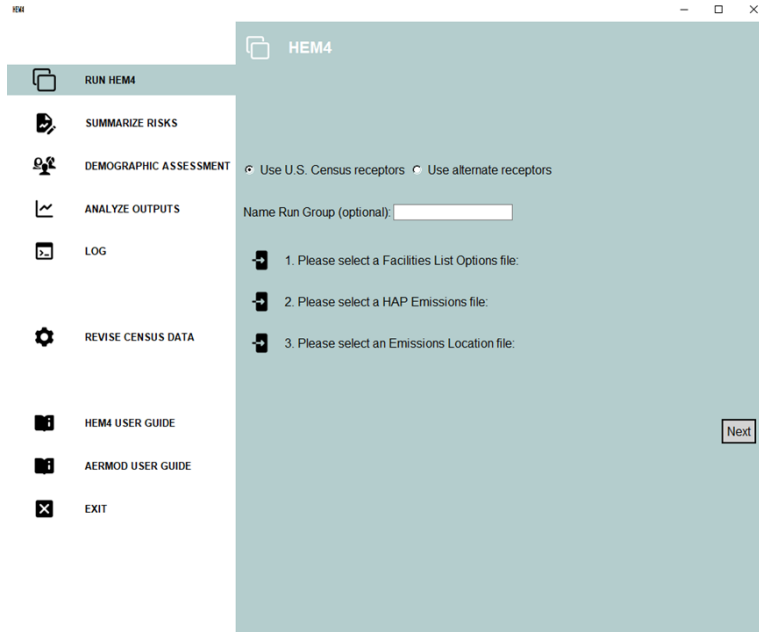 HEM4
HEM4
RUN HEM4
SUMMARIZE RISKS
DEMOGRAPHIC ASSESSMENT
ANALYZE OUTPUTS
LOG
REVISE CENSUS DATA
HEM4 USER GUIDE
AERMOD USER GUIDE
EXIT
Use U.S. Census receptors Use alternate receptors
Name Run Group (optional):
1. Please select a Facilities List Options file:
2. Please select a HAP Emissions file:
3. Please select an Emissions Location file:
Next